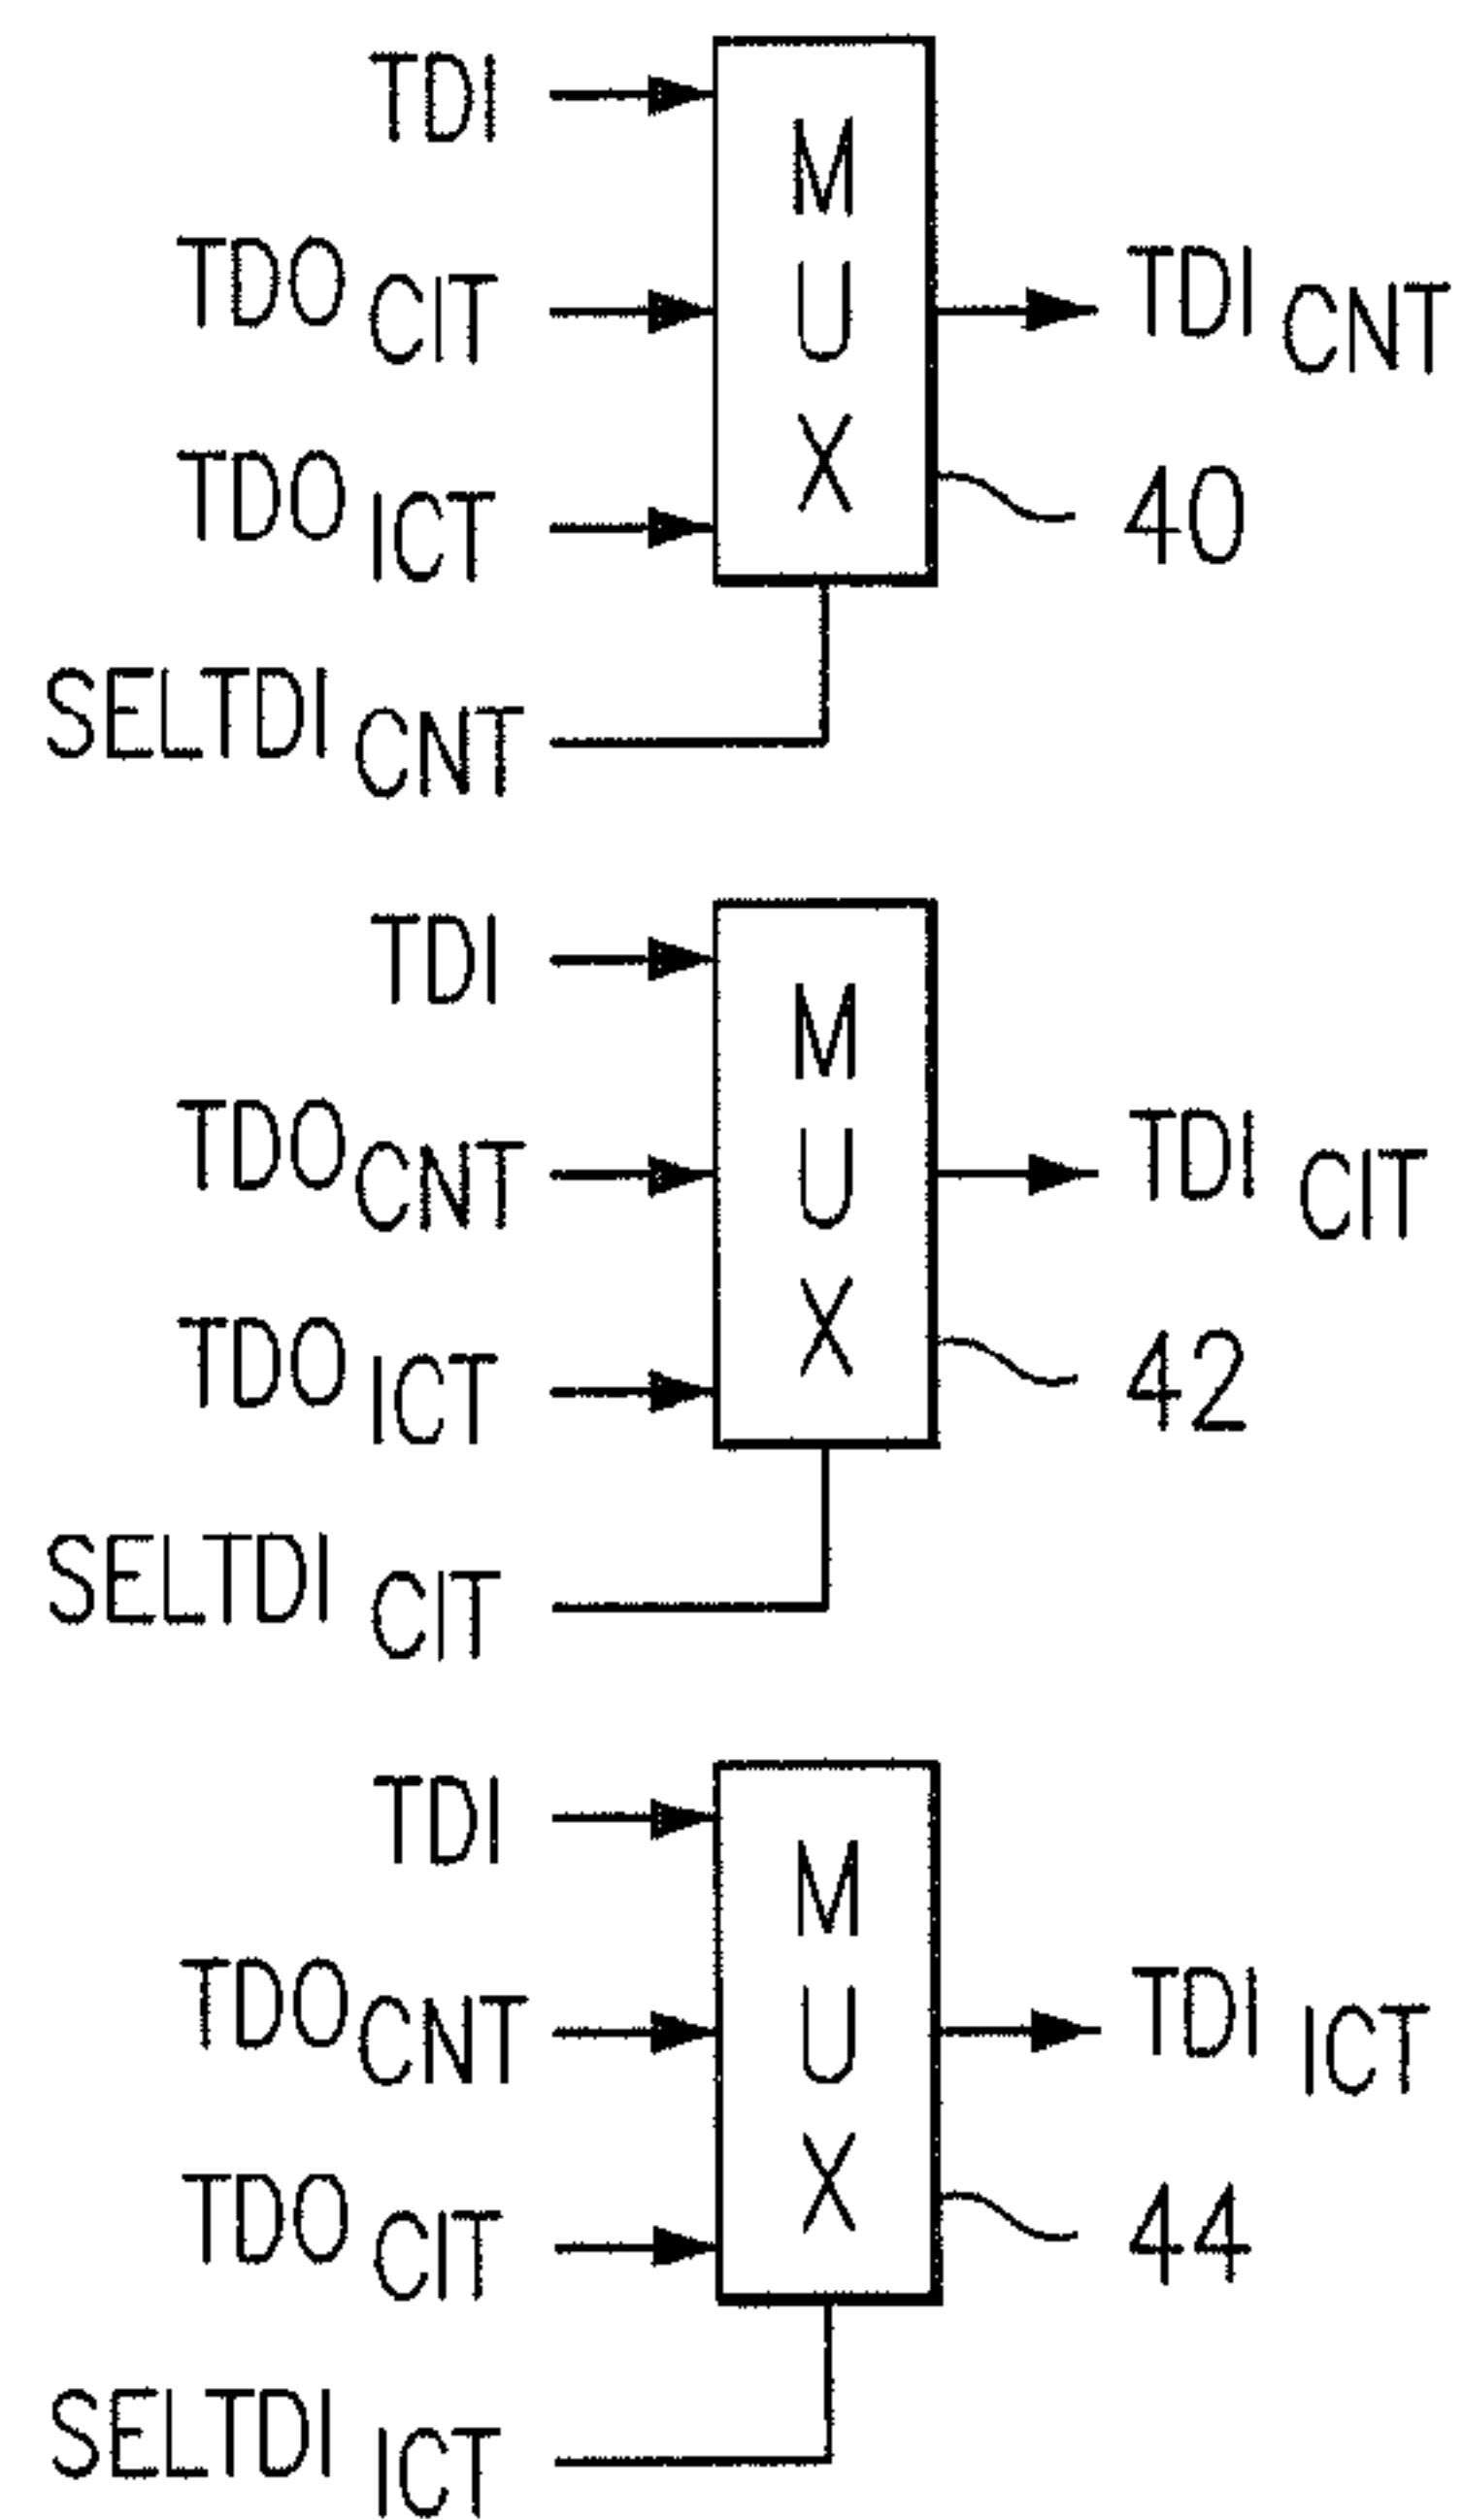 TDI
TDO CIT
TDO ICT
SELTDI CNT
M
U
X
TDI CNT
40
TDI
TDO CNT
TDO ICT
SELTDI CIT
M
U
X
TDI CIT
42
TDI
TDO CNT
TDO CIT
SELTDI ICT
M
U
X
TDI ICT
44